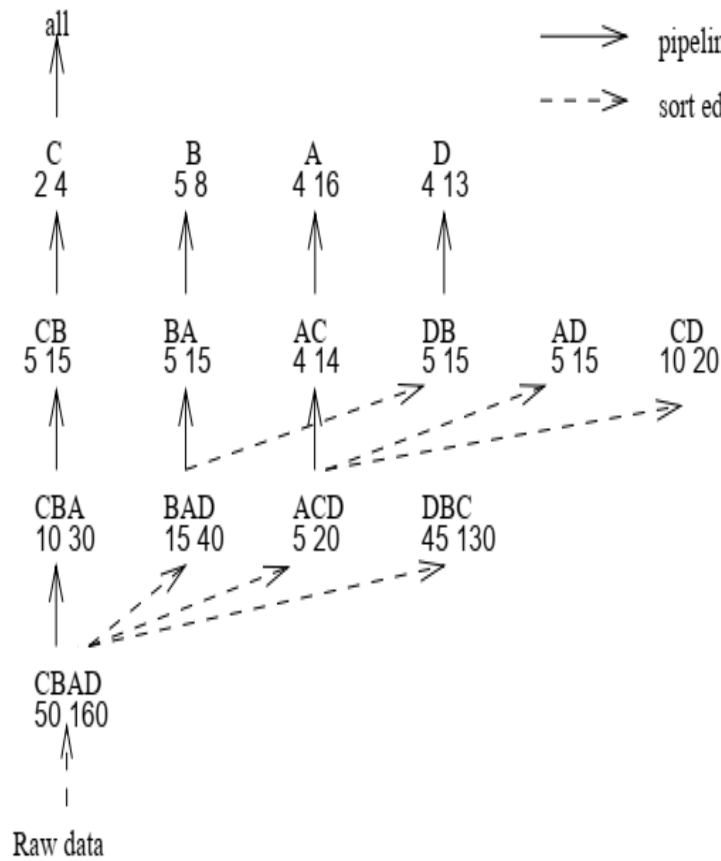 all
pipelin
sort ed
C B A D
2 4 5 8 4 16 4 13
CB BA AC DB AD CD
5 15 5 15 4 14 5 15 5 15 10 20
CBA BAD ACD DBC
10 30 15 40 5 20 45 130
CBAD
50 160
Raw data